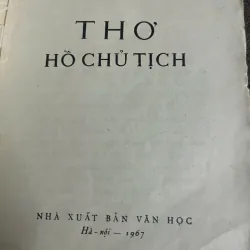 THƠ
HỒ CHỦ TỊCH
NHÀ XUẤT BẢN VĂN HỌC
Hà-nội — 1967